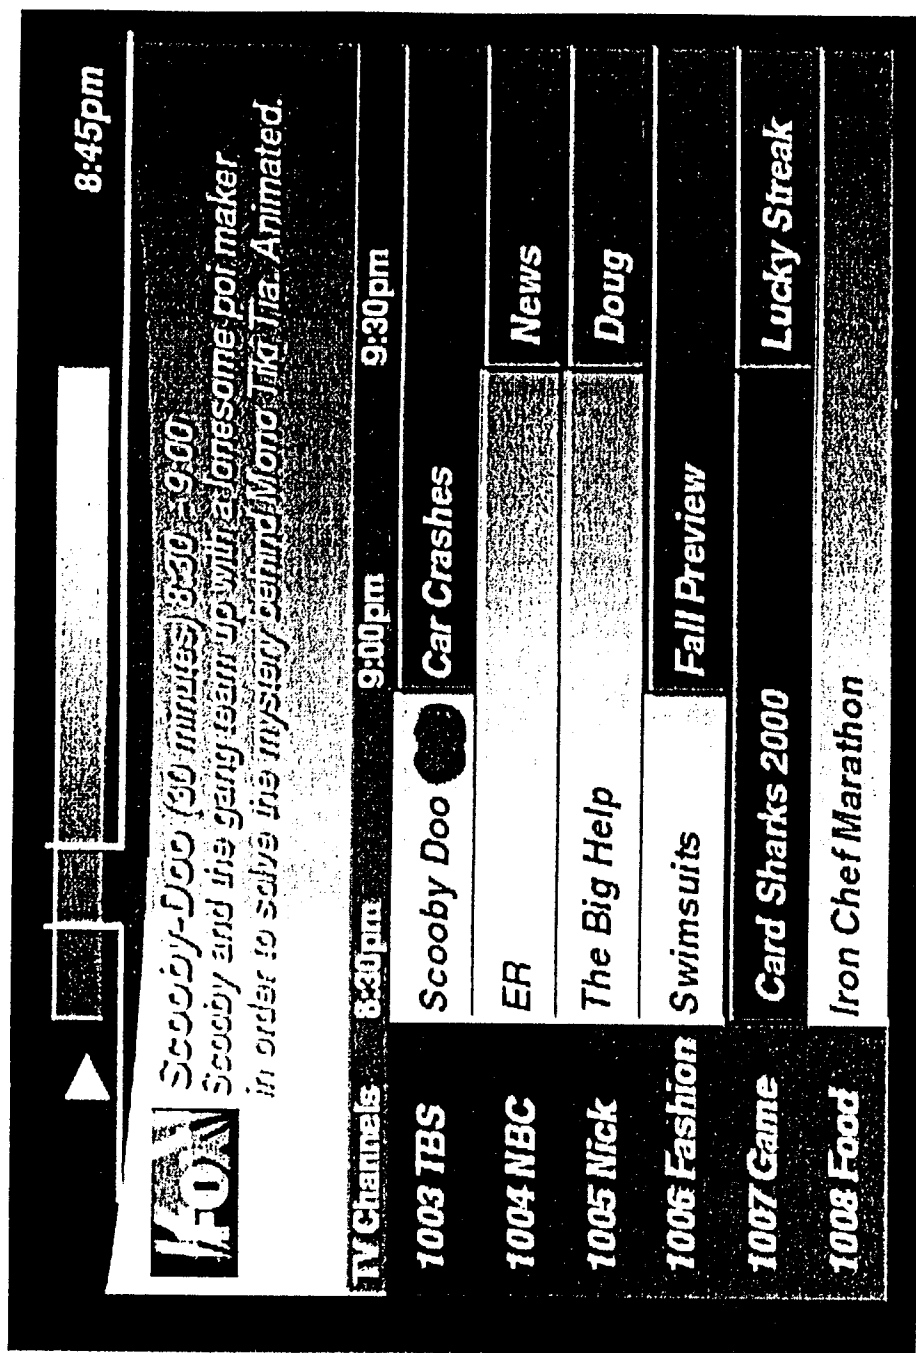 8:45pm
FOX
Scooby-Doo (30 minutes) 8:30 - 9:00
Scooby and the gang team up with a lonesome poi maker
in order to solve the mystery behind Mono Tiki Tia. Animated.
TV Channels 8:30pm 9:00pm 9:30pm
1003 TBS Scooby Doo Car Crashes
1004 NBC ER News
1005 Nick The Big Help Doug
1006 Fashion Swimsuits Fall Preview
1007 Game Card Sharks 2000 Lucky Streak
1008 Food Iron Chef Marathon